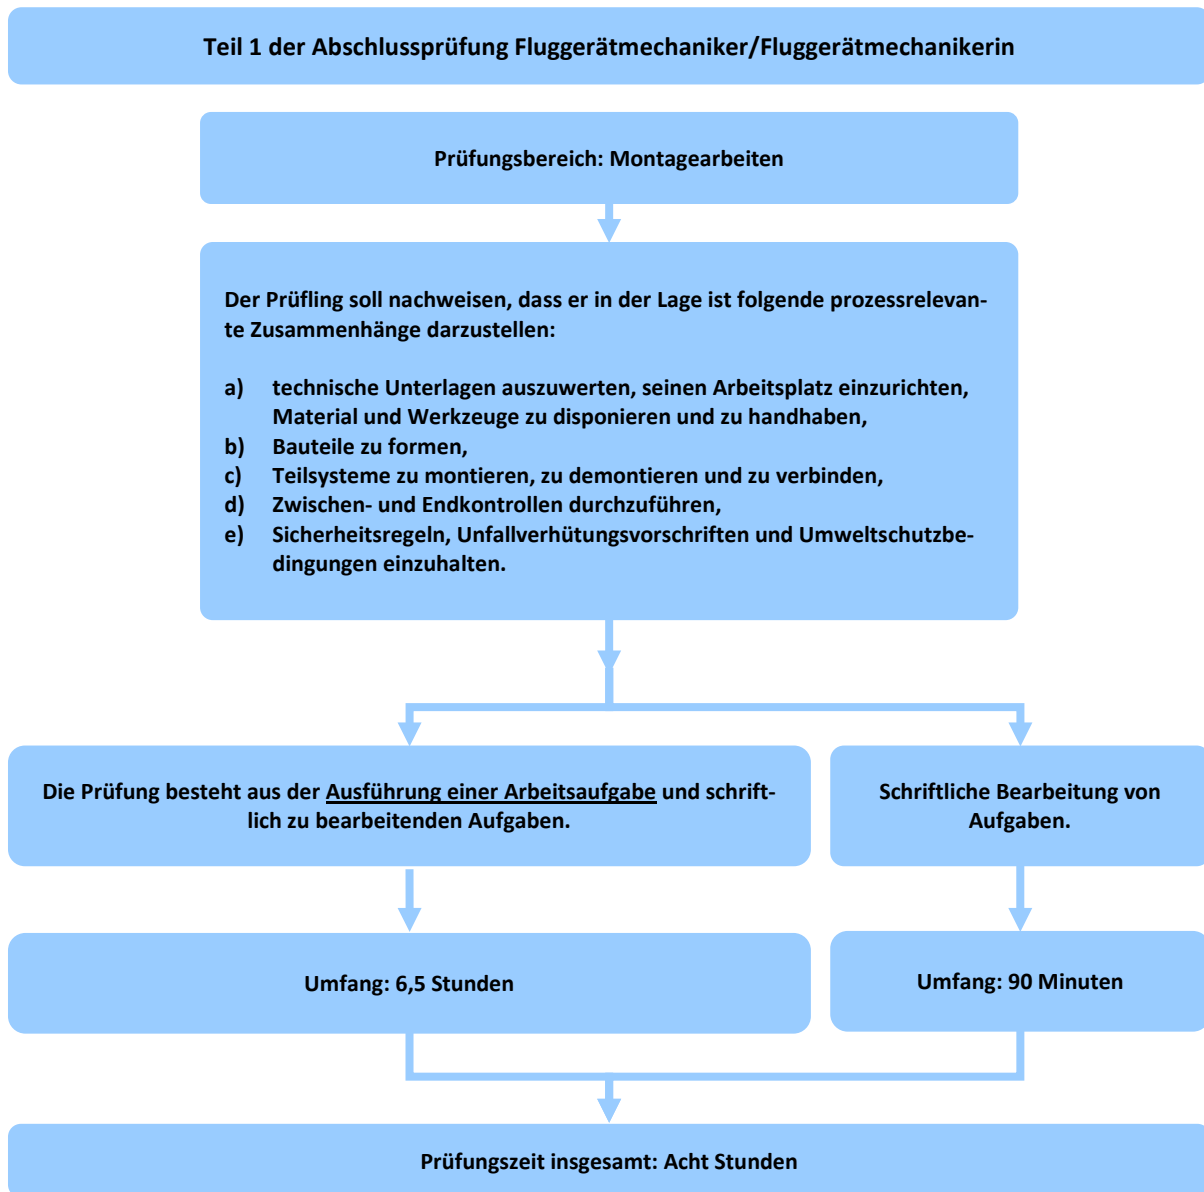 Teil 1 der Abschlussprüfung Fluggerätmechaniker/Fluggerätmechanikerin
Prüfungsbereich: Montagearbeiten
Der Prüfling soll nachweisen, dass er in der Lage ist folgende prozessrelevan-
te Zusammenhänge darzustellen:
a) technische Unterlagen auszuwerten, seinen Arbeitsplatz einzurichten,
Material und Werkzeuge zu disponieren und zu handhaben,
b) Bauteile zu formen,
c) Teilsysteme zu montieren, zu demontieren und zu verbinden,
d) Zwischen- und Endkontrollen durchzuführen,
e) Sicherheitsregeln, Unfallverhütungsvorschriften und Umweltschutzbe-
dingungen einzuhalten.
Die Prüfung besteht aus der Ausführung einer Arbeitsaufgabe und schrift-
lich zu bearbeitenden Aufgaben.
Schriftliche Bearbeitung von
Aufgaben.
Umfang: 6,5 Stunden
Umfang: 90 Minuten
Prüfungszeit insgesamt: Acht Stunden